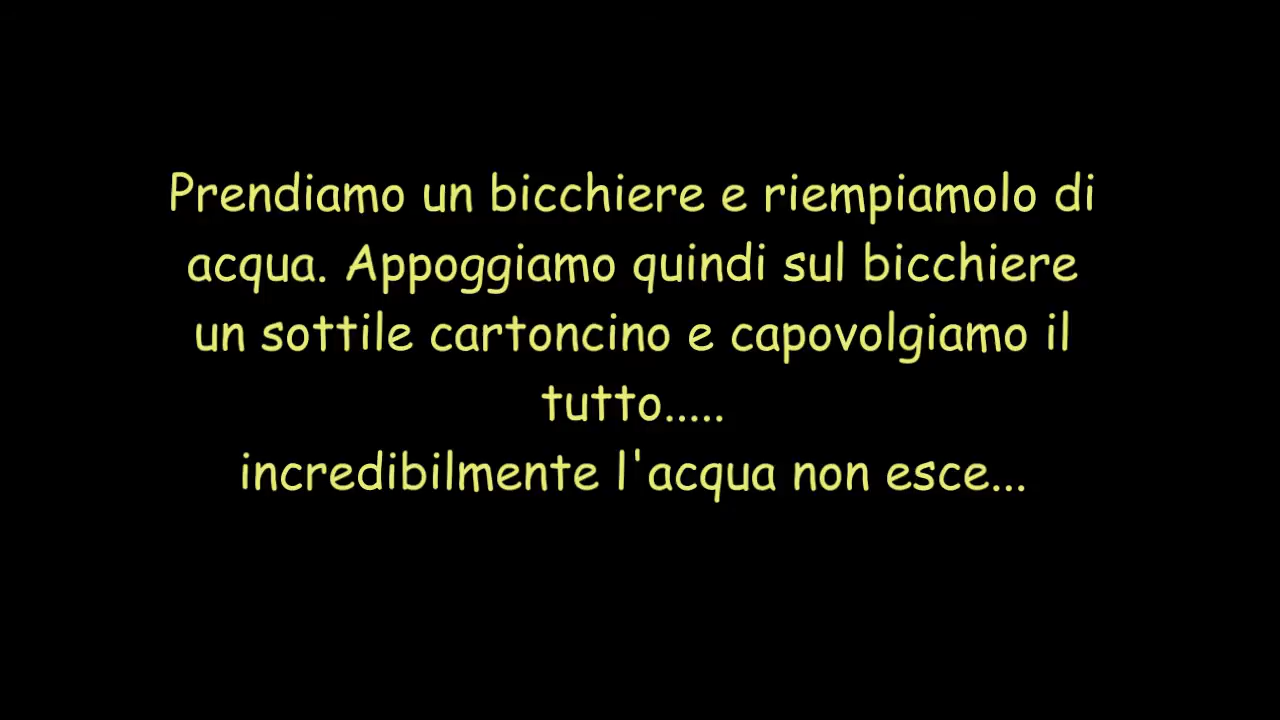 Prendiamo un bicchiere e riempiamolo di
acqua. Appoggiamo quindi sul bicchiere
un sottile cartoncino e capovolgiamo il
tutto.....
incredibilmente l'acqua non esce...